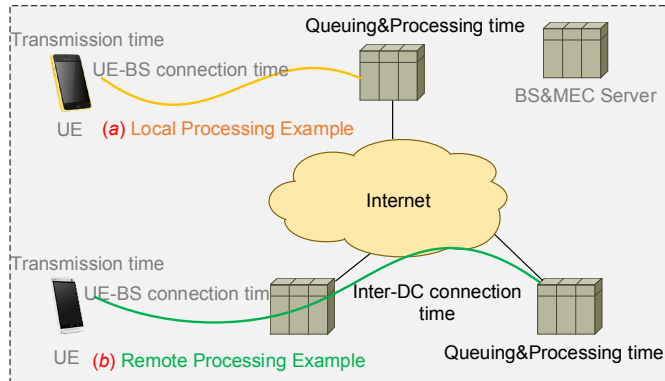 Queuing&Processing time
Transmission time
UE-BS connection time
BS&MEC Server
UE
(a) Local Processing Example
Internet
Transmission time
UE-BS connection tim
Inter-DC connection
time
UE
(b) Remote Processing Example
Queuing&Processing time